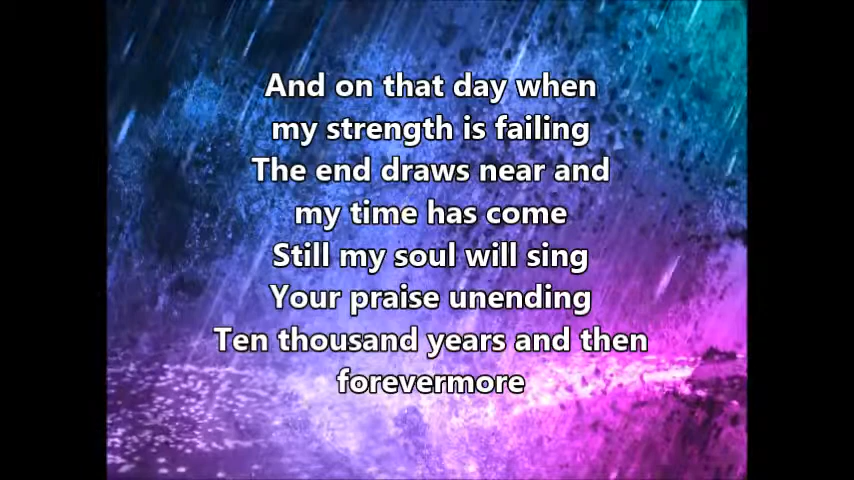 And on that day when
my strength is failing
The end draws near and
my time has come
Still my soul will sing
Your praise unending
Ten thousand years and then
forevermore